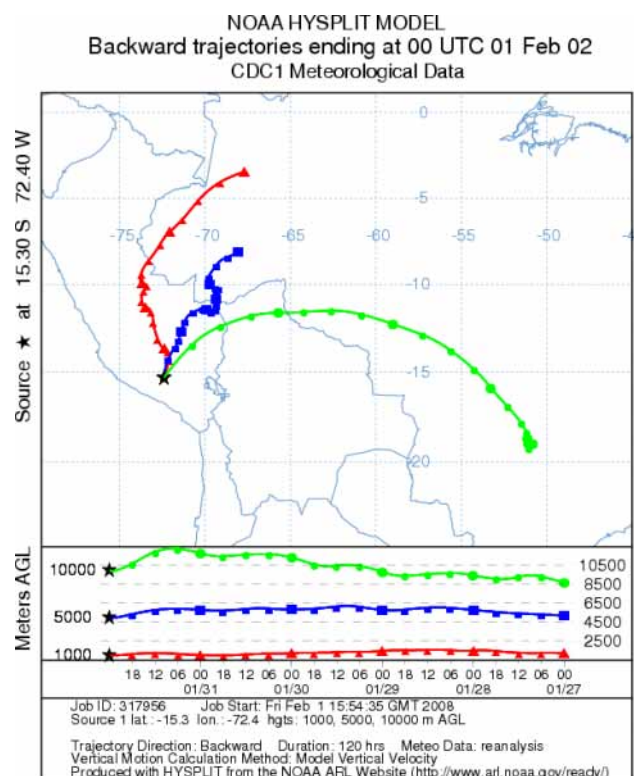 NOAA HYSPLIT MODEL
Backward trajectories ending at 00 UTC 01 Feb 02
CDC1 Meteorological Data
Source ★ at 15.30 S 72.40 W
0
-5
-75 -70 -65 -60 -55 -50 -45
-10
-15
-20
Meters AGL
10000
5000
1000
10500
8500
6500
4500
2500
18 12 06 00 18 12 06 00 18 12 06 00 18 12 06 00 18 12 06 00
01/31 01/30 01/29 01/28 01/27
Job ID: 317956 Job Start: Fri Feb 1 15:54:35 GMT 2008
Source 1 lat.: -15.3 lon.: -72.4 hgts: 1000, 5000, 10000 m AGL
Trajectory Direction: Backward Duration: 120 hrs Meteo Data: reanalysis
Vertical Motion Calculation Method: Model Vertical Velocity
Produced with HYSPLIT from the NOAA ARL Website (http://www.arl.noaa.gov/ready/)